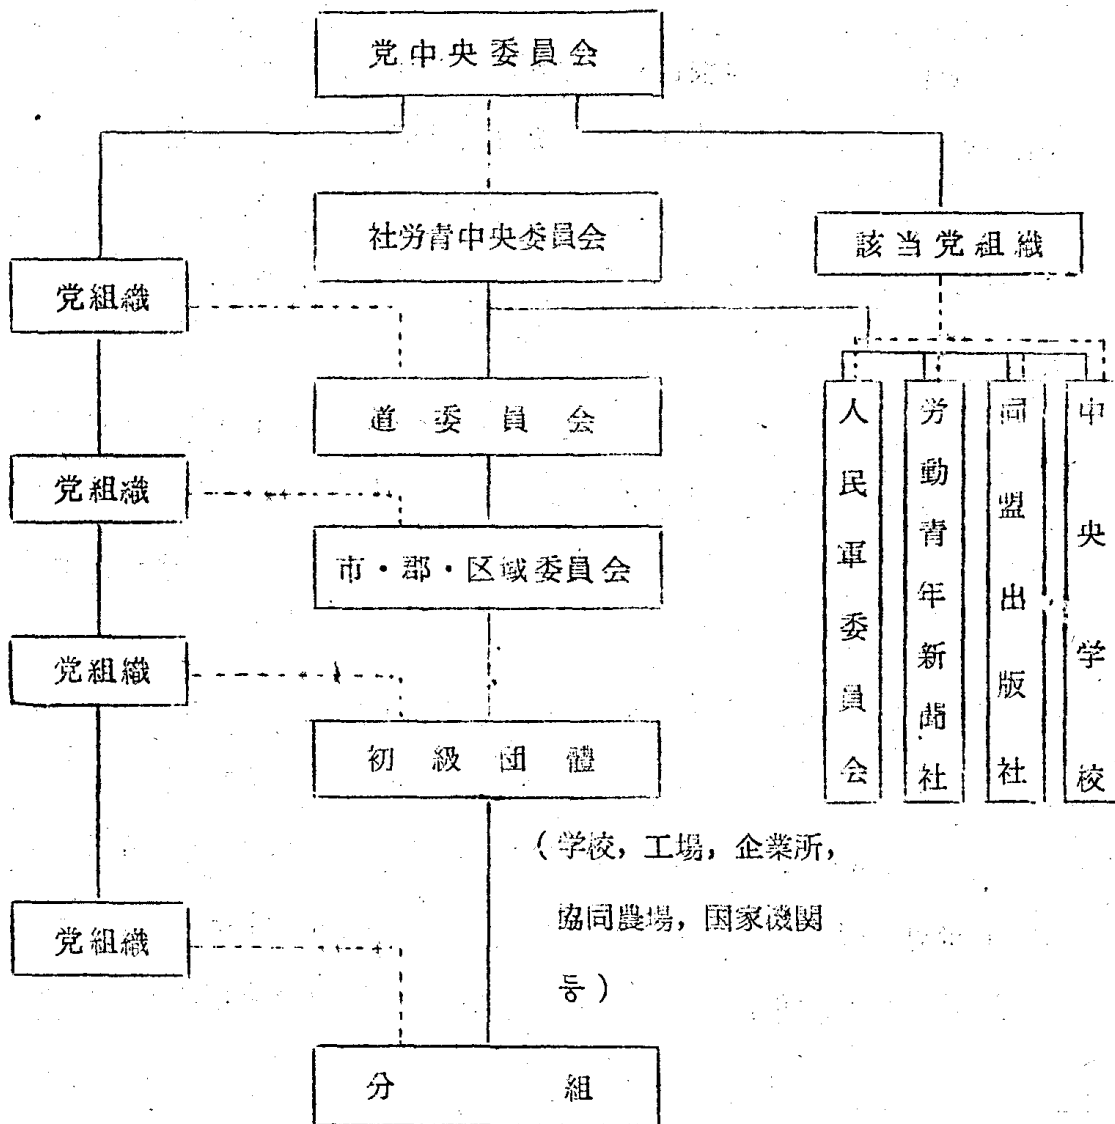 党中央委員会
社労青中央委員会
該当党組織
党組織
道委員会
党組織
市・郡・区域委員会
党組織
初級団體
党組織
分組
人民軍委員会
労動青年新聞社
同盟出版社
中央学校
(学校, 工場, 企業所,
協同農場, 国家機関
등)